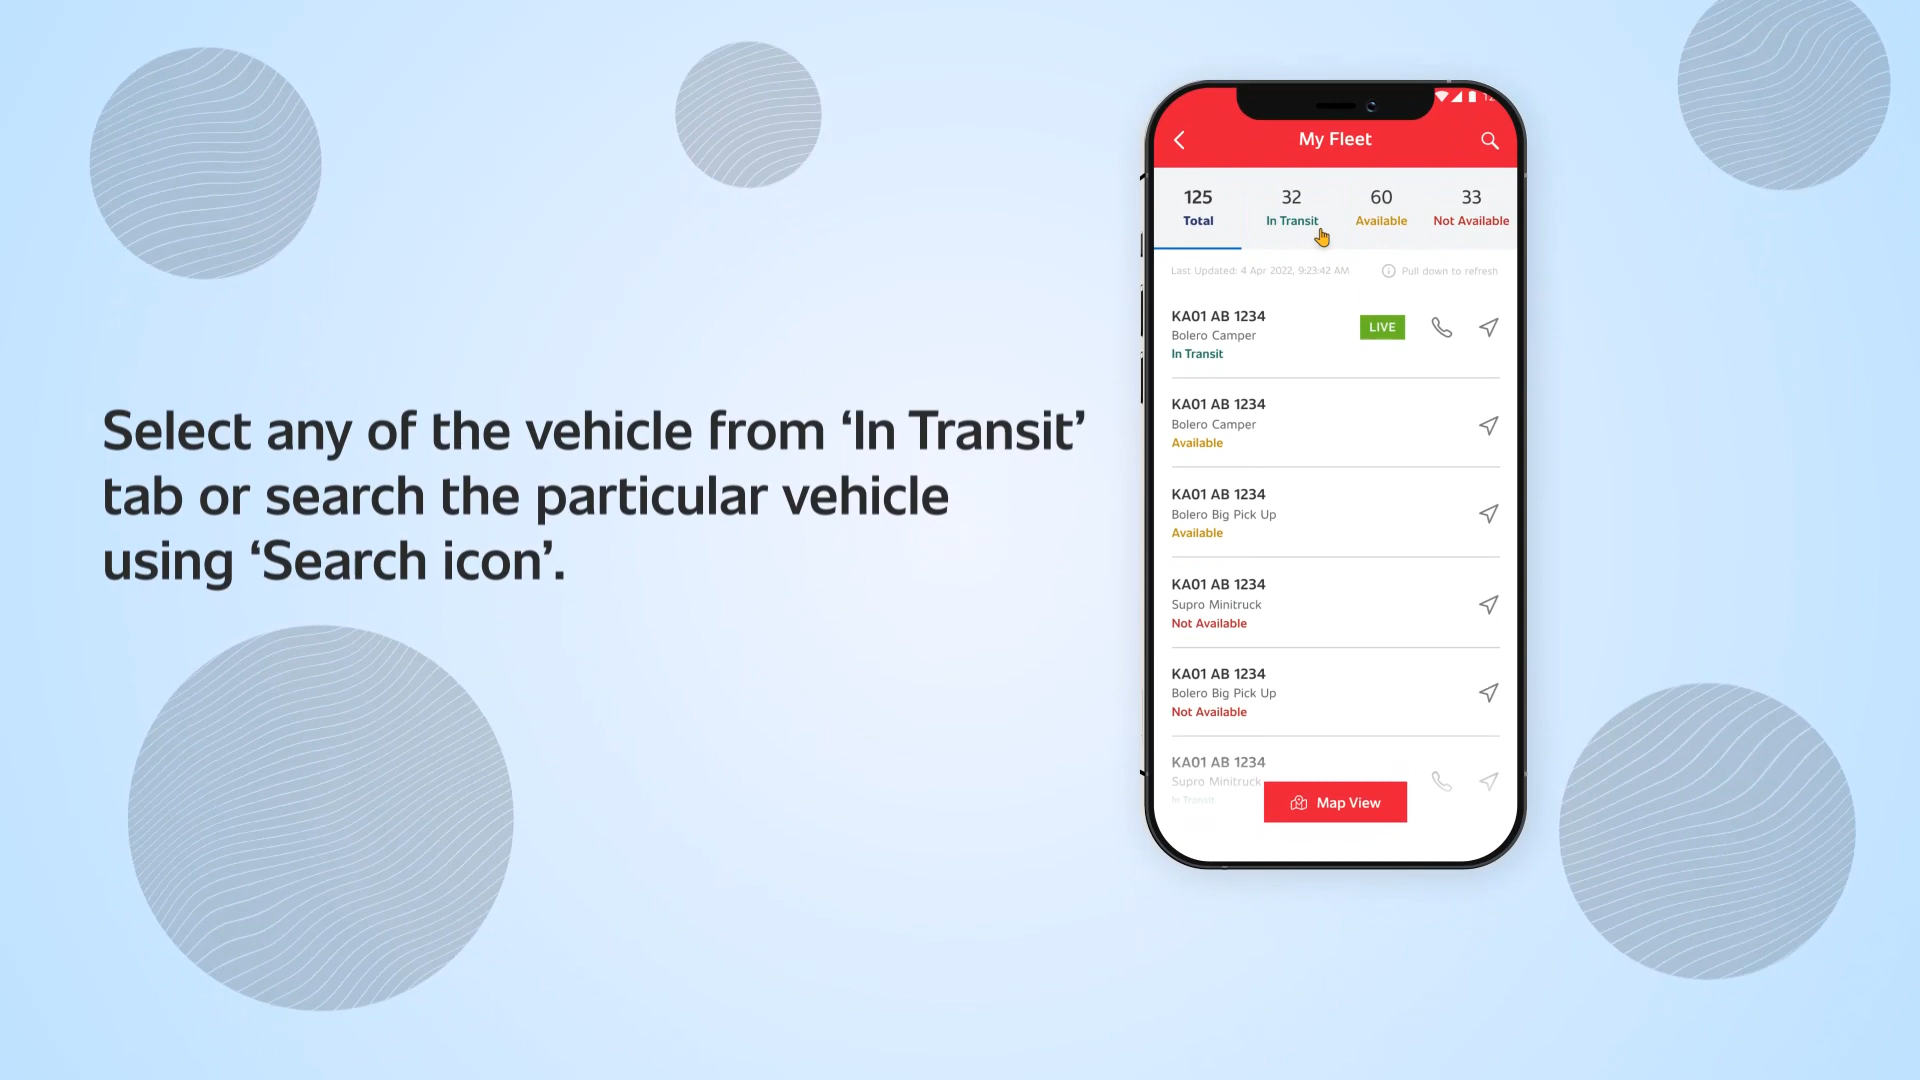 Select any of the vehicle from ‘In Transit’
tab or search the particular vehicle
using ‘Search icon’.
My Fleet
125
Total
32
In Transit
60
Available
33
Not Available
Last Updated: 4 Apr 2022, 9:23:42 AM
Pull down to refresh
KA01 AB 1234
Bolero Camper
In Transit
LIVE
KA01 AB 1234
Bolero Camper
Available
KA01 AB 1234
Bolero Big Pick Up
Available
KA01 AB 1234
Supro Minitruck
Not Available
KA01 AB 1234
Bolero Big Pick Up
Not Available
KA01 AB 1234
Supro Minitruck
In Transit
Map View